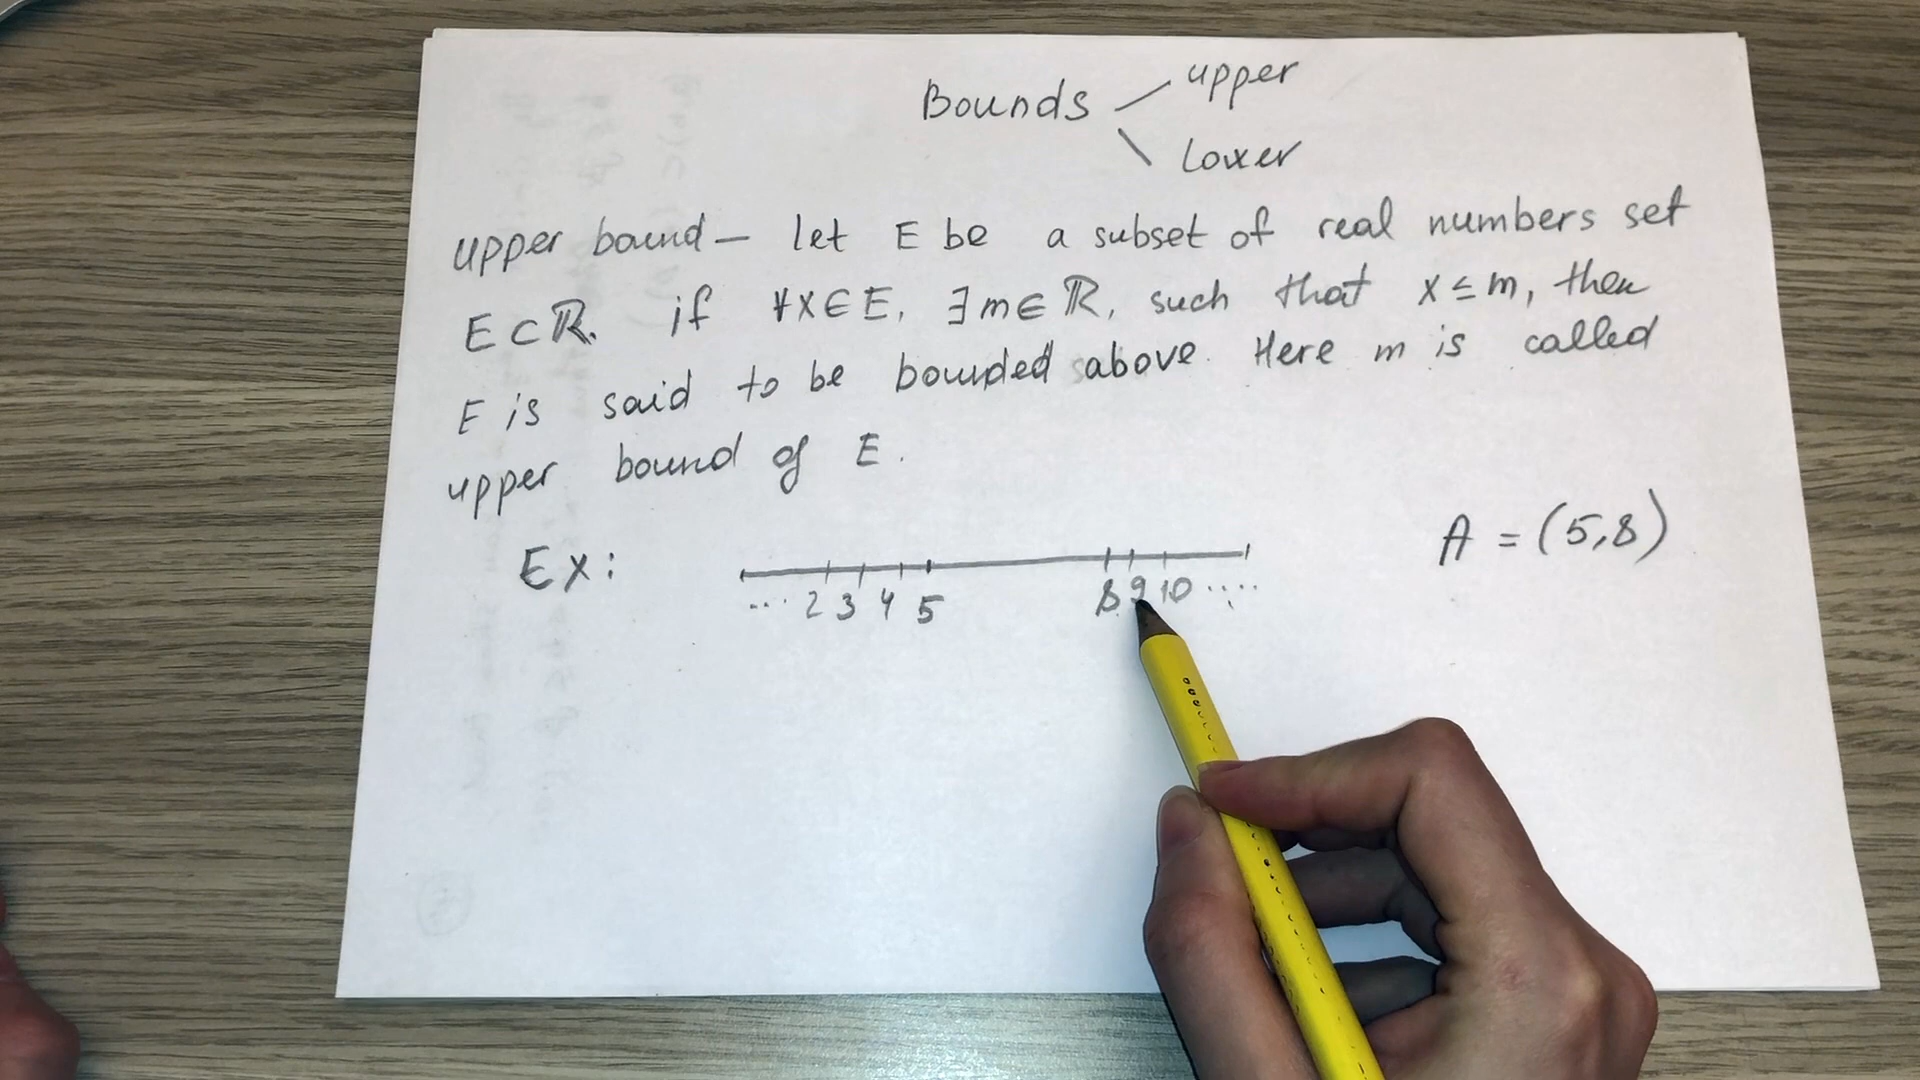 Bounds
upper
Lower
upper bound — let E be a subset of real numbers set
E⊂ℝ. if ∀x∈E, ∃m∈ℝ, such that x≤m, then
E is said to be bounded above. Here m is called
upper bound of E.
Ex:
A = (5,8)
... 2 3 4 5 8 9 10 .....